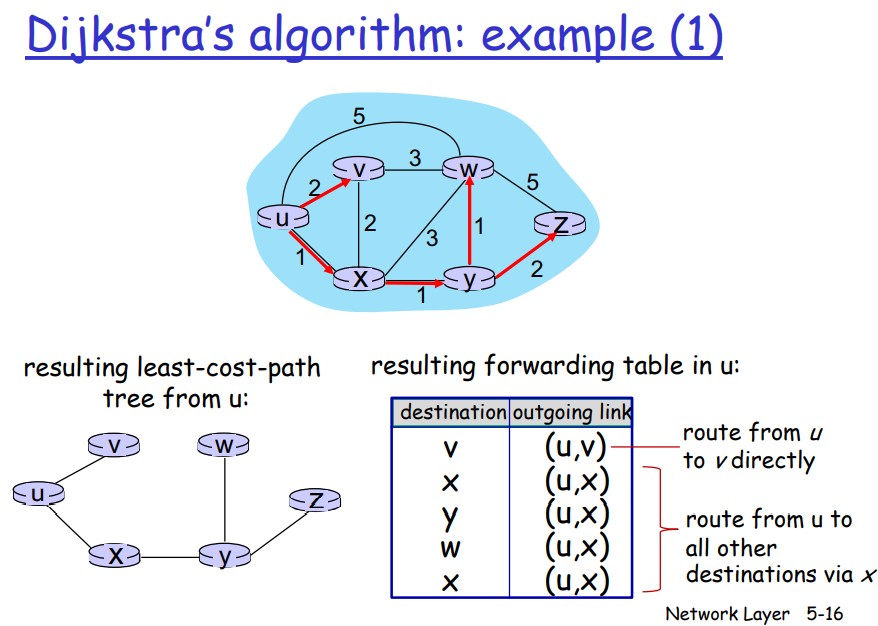 Dijkstra's algorithm: example (1)
5
v 3 w
2 5
u 2 1 z
3
1 2
x y
1
resulting least-cost-path
tree from u:
v w
u z
x y
resulting forwarding table in u:
destination outgoing link
v (u,v)
x (u,x)
y (u,x)
w (u,x)
x (u,x)
route from u
to v directly
route from u to
all other
destinations via x
Network Layer 5-16